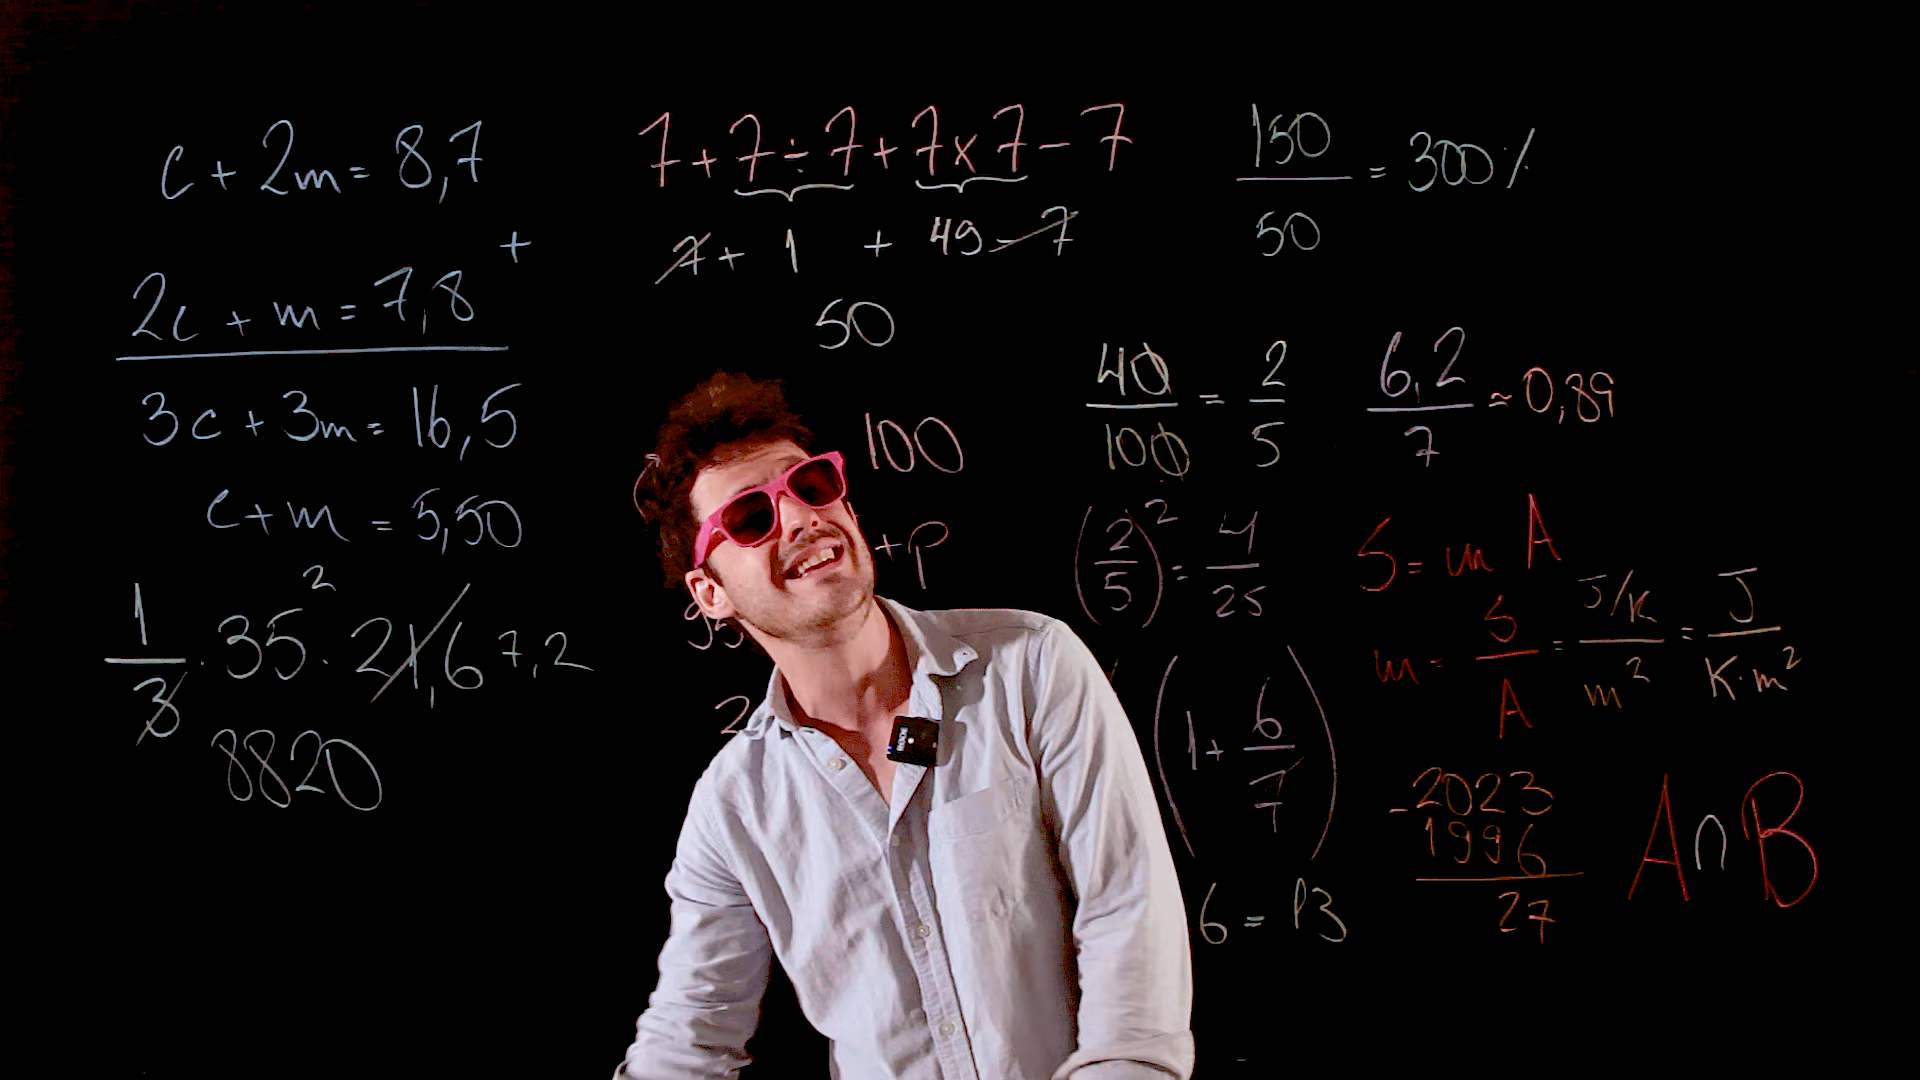 c + 2m = 8,7
+
2c + m = 7,8
3c + 3m = 16,5
c + m = 5,50
1/3 · 35² · 21,6 7,2
8820
7 + 7 ÷ 7 + 7 x 7 - 7
7 + 1 + 49 - 7
50
100
+p
35
2
150/50 = 300%
40/100 = 2/5
6,2/7 ≈ 0,89
(2/5)² = 4/25
S = m A
m = S/A = J/K/m² = J/K·m²
(1 + 6/7)
6 = 13
- 2023
1996
27
A ∩ B
RODE